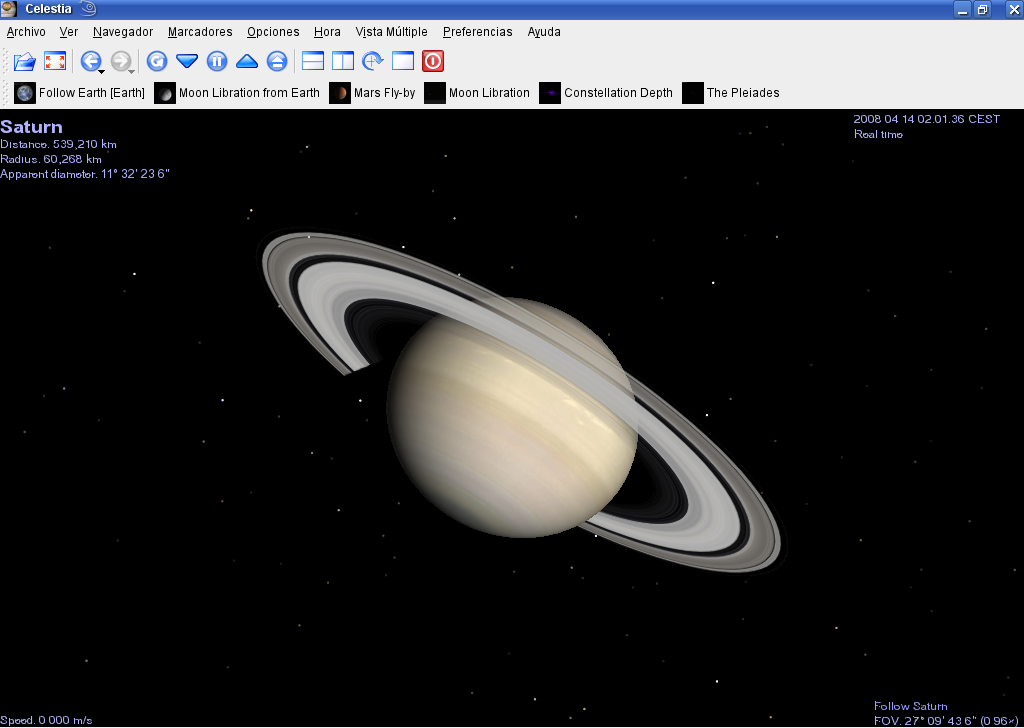 Celestia
Archivo Ver Navegador Marcadores Opciones Hora Vista Múltiple Preferencias Ayuda
Follow Earth [Earth] Moon Libration from Earth Mars Fly-by Moon Libration Constellation Depth The Pleiades
Saturn
Distance. 539,210 km
Radius. 60,268 km
Apparent diameter. 11° 32' 23 6"
2008 04 14 02.01.36 CEST
Real time
Speed. 0 000 m/s
Follow Saturn
FOV. 27° 09' 43 6" (0 96×)